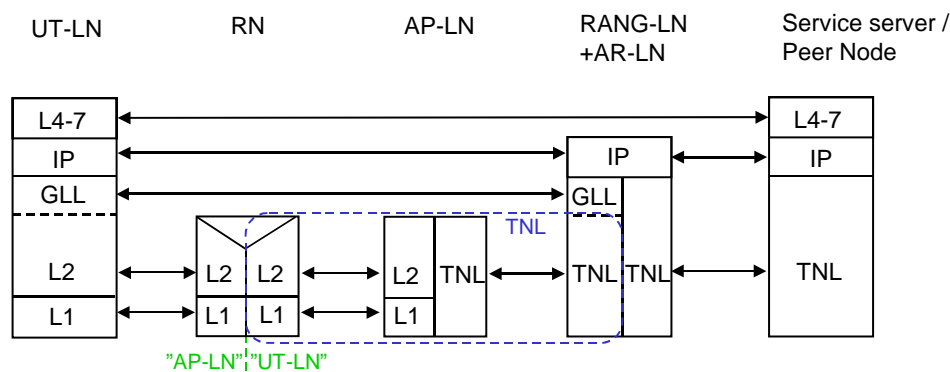 UT-LN RN AP-LN RANG-LN Service server /
+AR-LN Peer Node
L4-7 L4-7
IP IP IP
GLL GLL
TNL
L2 L2 L2 L2 TNL TNL TNL TNL
L1 L1 L1 L1
"AP-LN" "UT-LN"